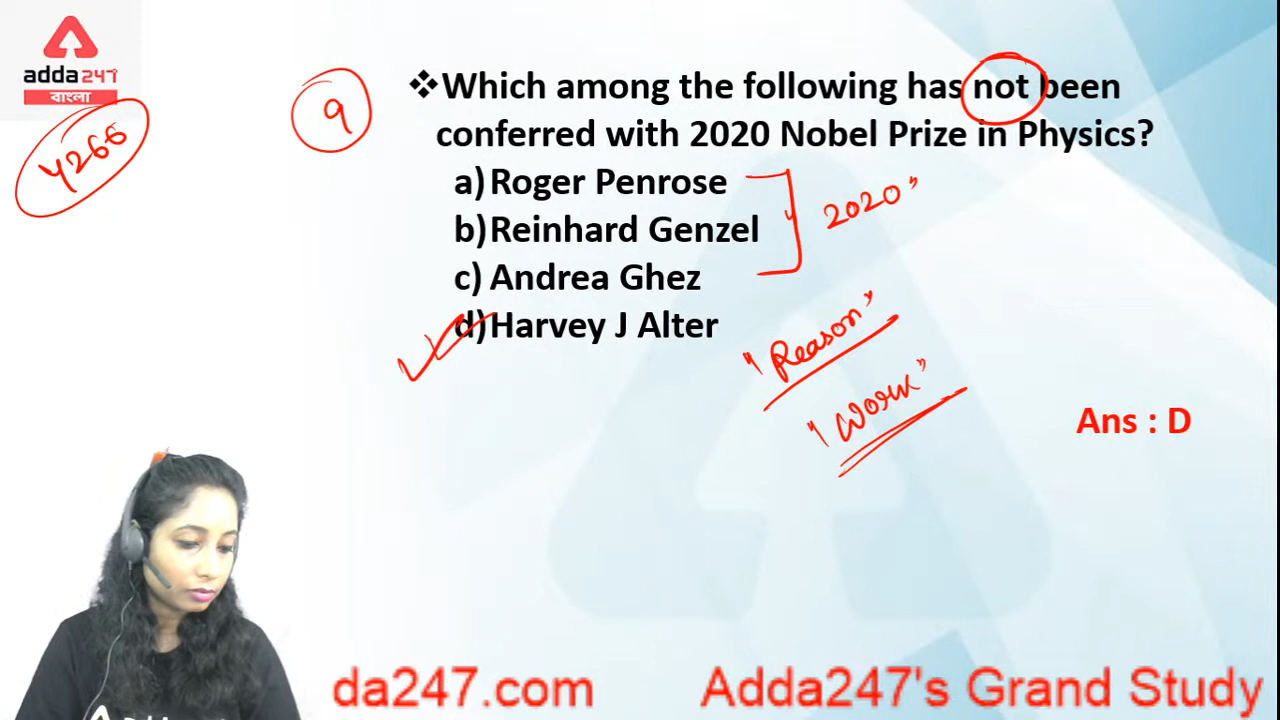 adda247
বাংলা
Y266
9
❖Which among the following has not been
conferred with 2020 Nobel Prize in Physics?
a) Roger Penrose
b) Reinhard Genzel
c) Andrea Ghez
d) Harvey J Alter
2020"
"Reason"
"Work"
Ans : D
da247.com Adda247's Grand Study